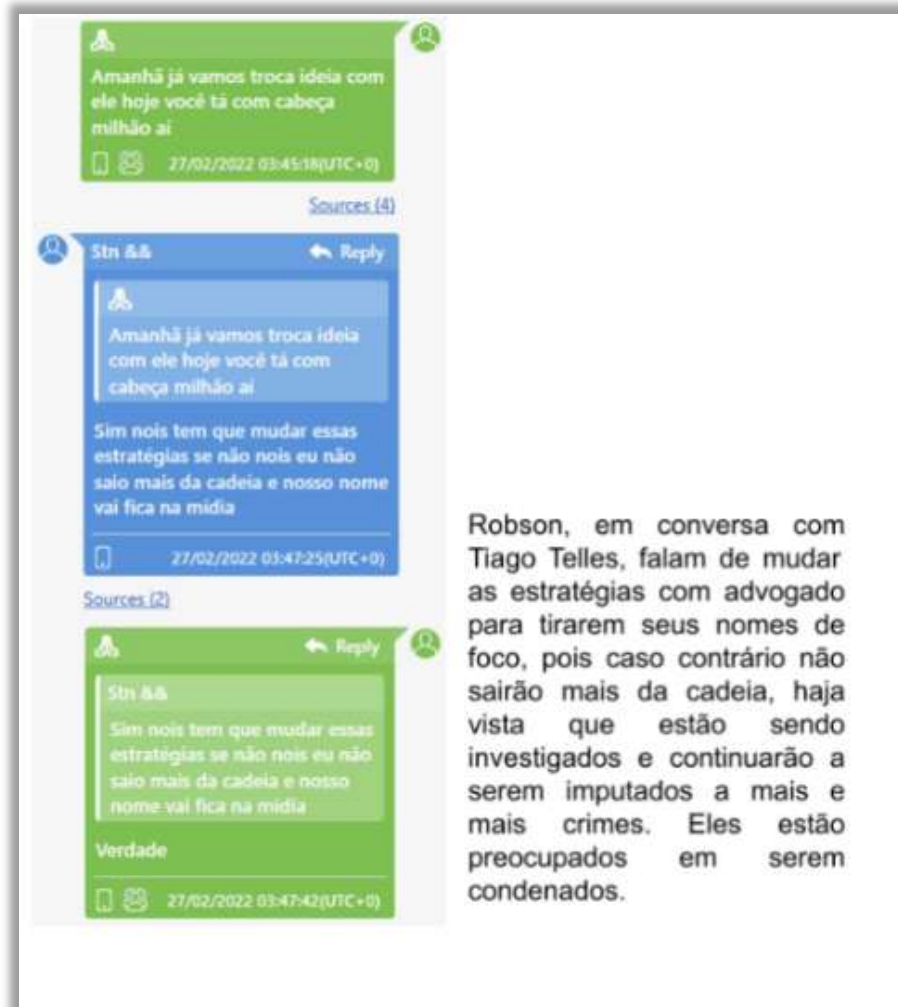 Amanhã já vamos troca ideia com
ele hoje você tá com cabeça
milhão aí
27/02/2022 03:45:18(UTC+0)
Sources (4)
Stn && Reply
Amanhã já vamos troca ideia
com ele hoje você tá com
cabeça milhão aí
Sim nois tem que mudar essas
estratégias se não nois eu não
saio mais da cadeia e nosso nome
vai fica na mídia
27/02/2022 03:47:25(UTC+0)
Sources (2)
Reply
Stn &&
Sim nois tem que mudar essas
estratégias se não nois eu não
saio mais da cadeia e nosso
nome vai fica na mídia
Verdade
27/02/2022 03:47:42(UTC+0)
Robson, em conversa com
Tiago Telles, falam de mudar
as estratégias com advogado
para tirarem seus nomes de
foco, pois caso contrário não
sairão mais da cadeia, haja
vista que estão sendo
investigados e continuarão a
serem imputados a mais e
mais crimes. Eles estão
preocupados em serem
condenados.